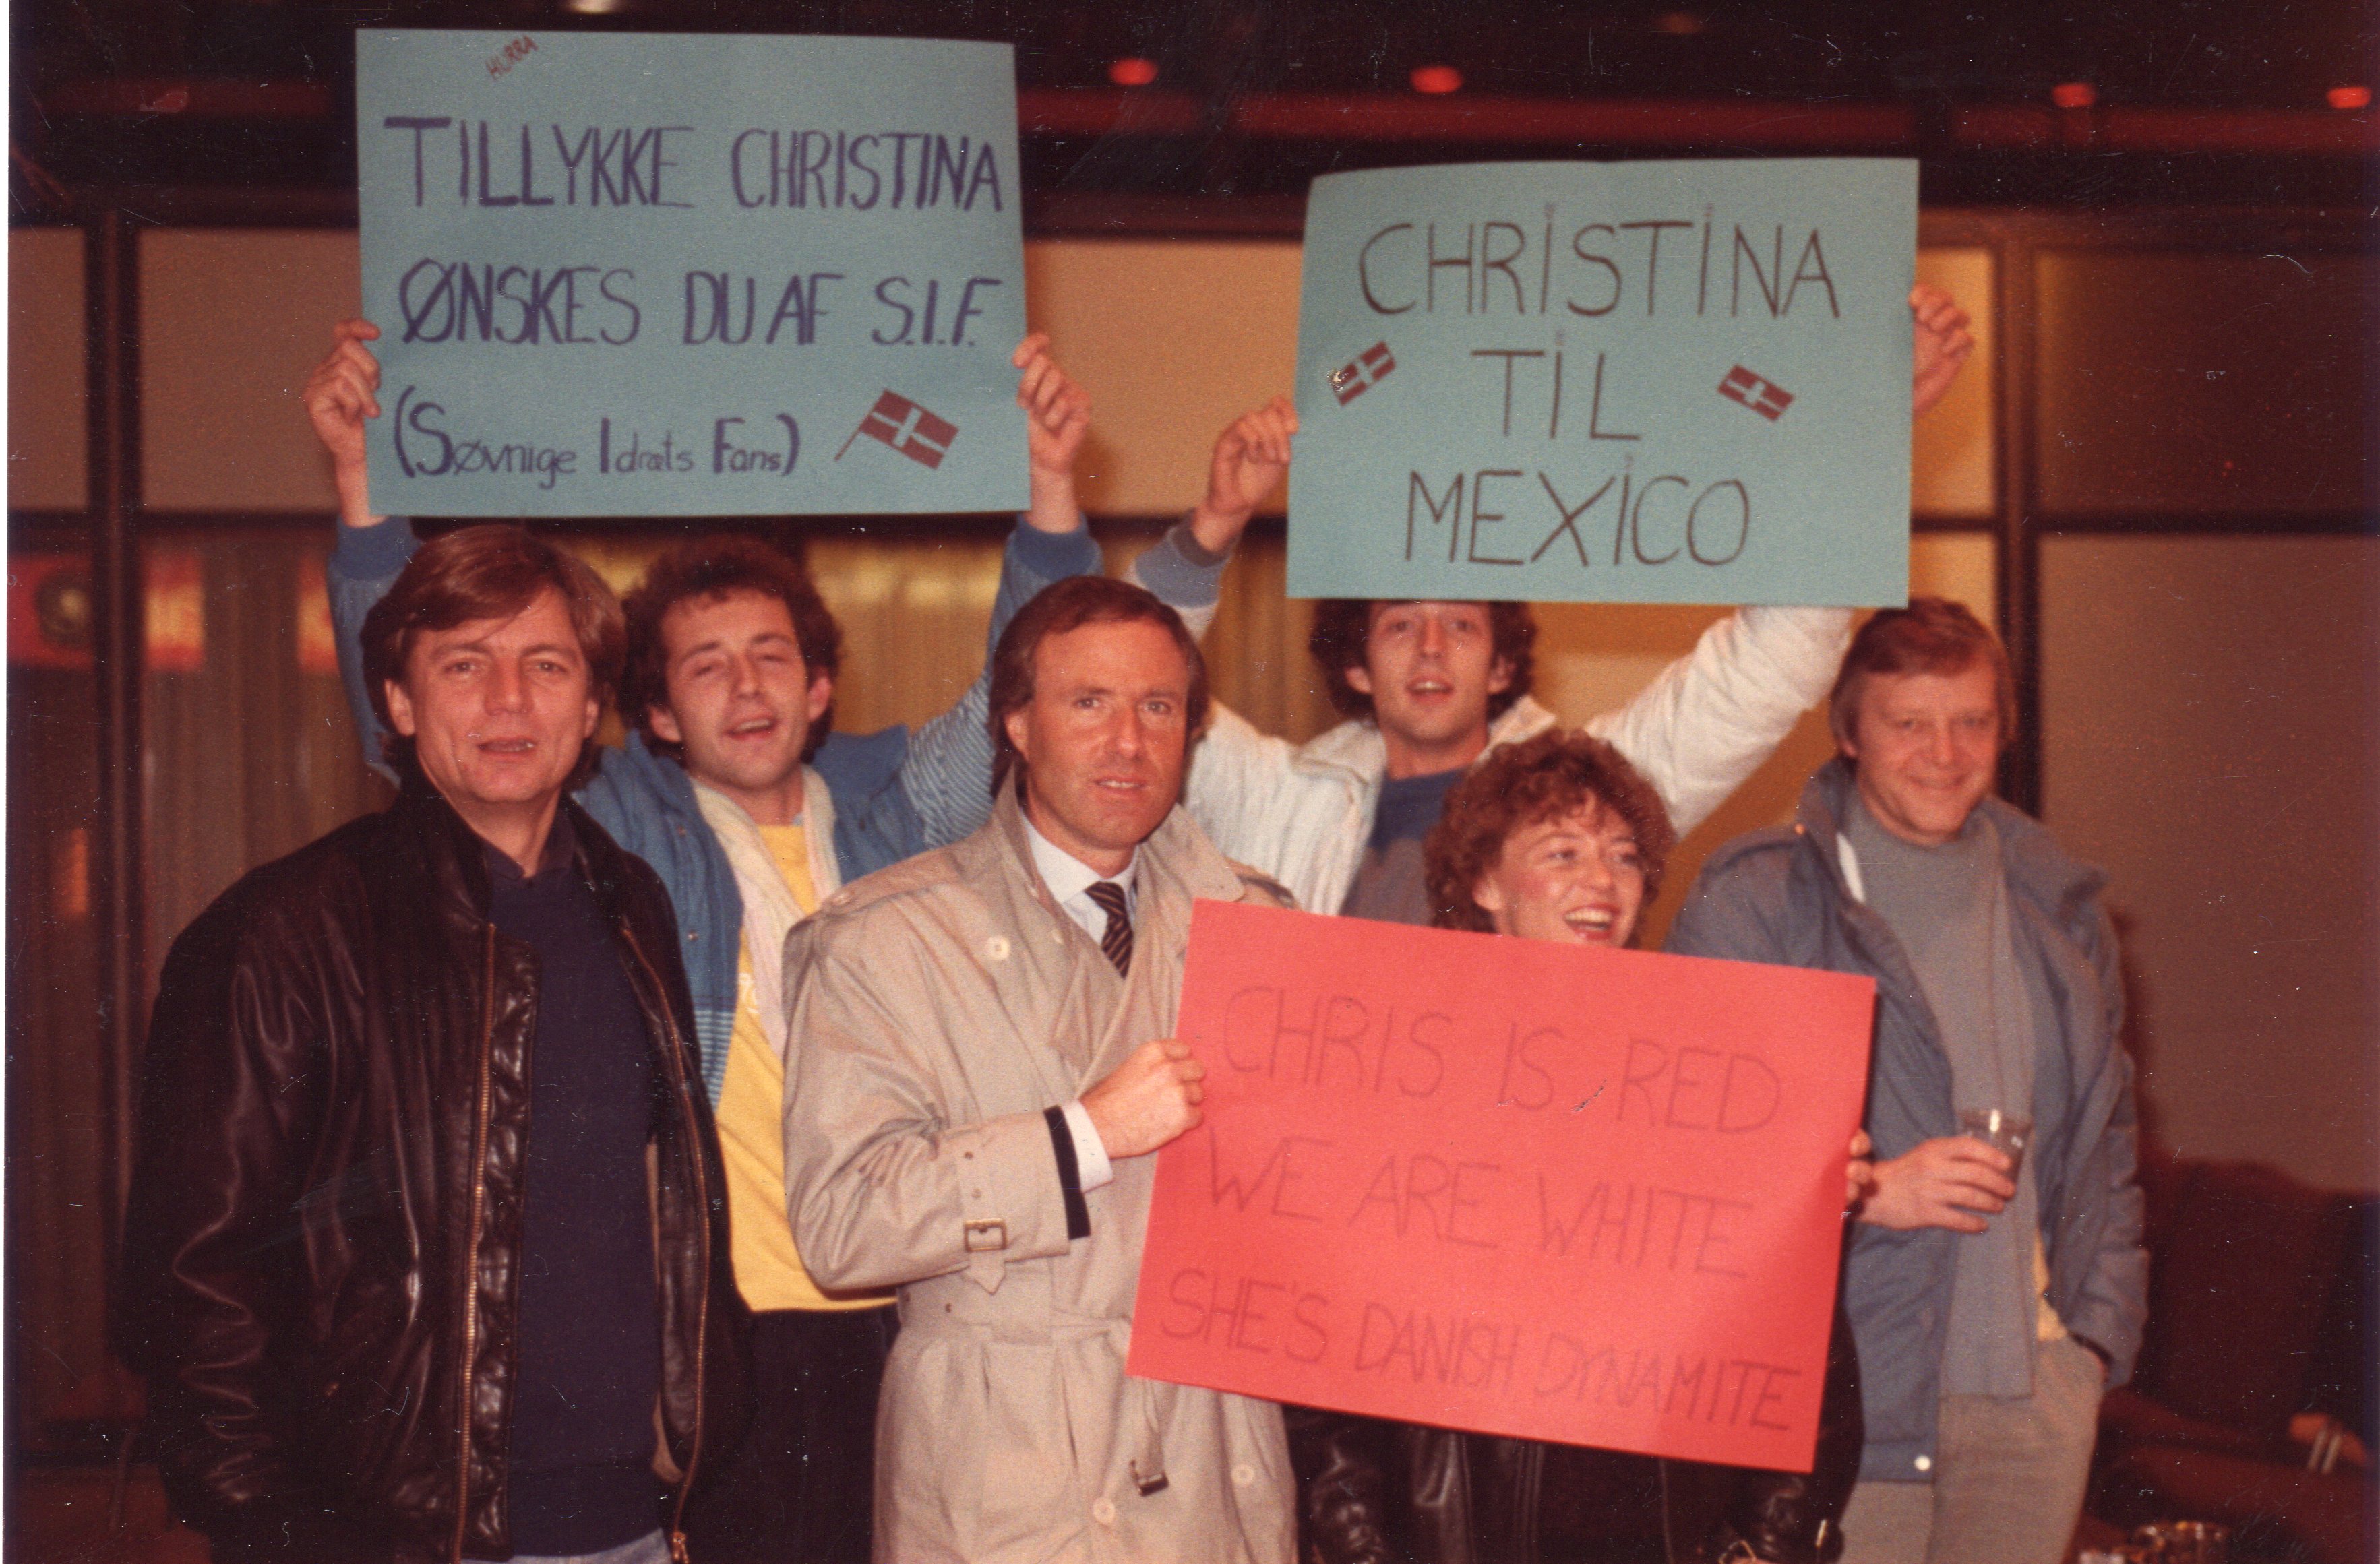 HURRA
TILLYKKE CHRISTINA
ØNSKES DU AF S.I.F.
(Søvnige Idræts Fans)
CHRISTINA
TIL
MEXICO
CHRIS IS RED
WE ARE WHITE
SHE'S DANISH DYNAMITE